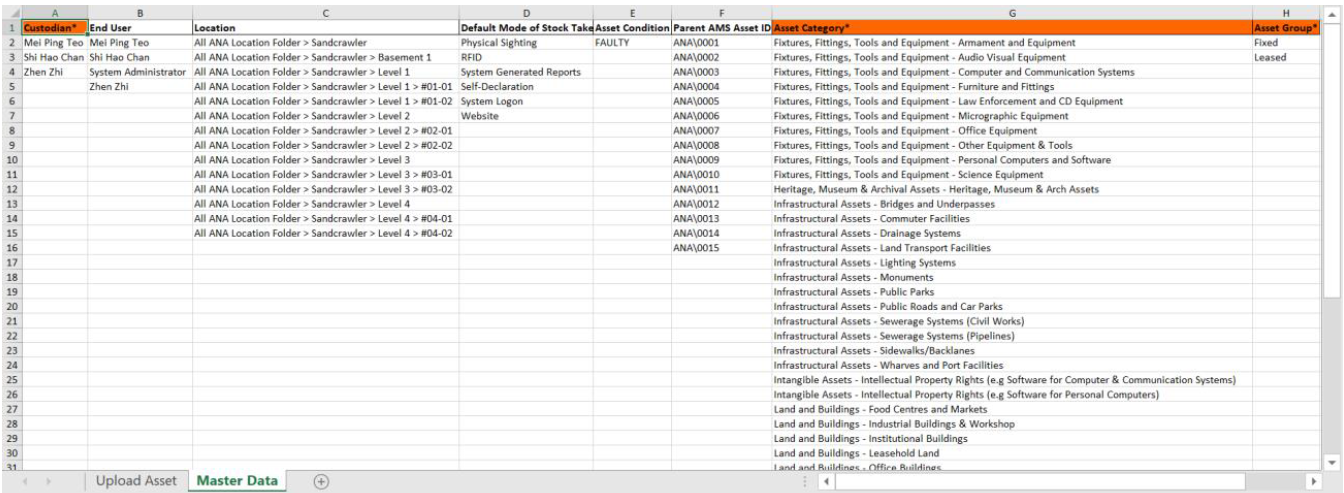 A B C D E F G H
1 Custodian* End User Location Default Mode of Stock Take Asset Condition Parent AMS Asset ID Asset Category* Asset Group*
2 Mei Ping Teo Mei Ping Teo All ANA Location Folder > Sandcrawler Physical Sighting FAULTY ANA\0001 Fixtures, Fittings, Tools and Equipment - Armament and Equipment Fixed
3 Shi Hao Chan Shi Hao Chan All ANA Location Folder > Sandcrawler > Basement 1 RFID ANA\0002 Fixtures, Fittings, Tools and Equipment - Audio Visual Equipment Leased
4 Zhen Zhi System Administrator All ANA Location Folder > Sandcrawler > Level 1 System Generated Reports ANA\0003 Fixtures, Fittings, Tools and Equipment - Computer and Communication Systems
5 Zhen Zhi All ANA Location Folder > Sandcrawler > Level 1 > #01-01 Self-Declaration ANA\0004 Fixtures, Fittings, Tools and Equipment - Furniture and Fittings
6 All ANA Location Folder > Sandcrawler > Level 1 > #01-02 System Logon ANA\0005 Fixtures, Fittings, Tools and Equipment - Law Enforcement and CD Equipment
7 All ANA Location Folder > Sandcrawler > Level 2 Website ANA\0006 Fixtures, Fittings, Tools and Equipment - Micrographic Equipment
8 All ANA Location Folder > Sandcrawler > Level 2 > #02-01 ANA\0007 Fixtures, Fittings, Tools and Equipment - Office Equipment
9 All ANA Location Folder > Sandcrawler > Level 2 > #02-02 ANA\0008 Fixtures, Fittings, Tools and Equipment - Other Equipment & Tools
10 All ANA Location Folder > Sandcrawler > Level 3 ANA\0009 Fixtures, Fittings, Tools and Equipment - Personal Computers and Software
11 All ANA Location Folder > Sandcrawler > Level 3 > #03-01 ANA\0010 Fixtures, Fittings, Tools and Equipment - Science Equipment
12 All ANA Location Folder > Sandcrawler > Level 3 > #03-02 ANA\0011 Heritage, Museum & Archival Assets - Heritage, Museum & Arch Assets
13 All ANA Location Folder > Sandcrawler > Level 4 ANA\0012 Infrastructural Assets - Bridges and Underpasses
14 All ANA Location Folder > Sandcrawler > Level 4 > #04-01 ANA\0013 Infrastructural Assets - Commuter Facilities
15 All ANA Location Folder > Sandcrawler > Level 4 > #04-02 ANA\0014 Infrastructural Assets - Drainage Systems
16 ANA\0015 Infrastructural Assets - Land Transport Facilities
17 Infrastructural Assets - Lighting Systems
18 Infrastructural Assets - Monuments
19 Infrastructural Assets - Public Parks
20 Infrastructural Assets - Public Roads and Car Parks
21 Infrastructural Assets - Sewerage Systems (Civil Works)
22 Infrastructural Assets - Sewerage Systems (Pipelines)
23 Infrastructural Assets - Sidewalks/Backlanes
24 Infrastructural Assets - Wharves and Port Facilities
25 Intangible Assets - Intellectual Property Rights (e.g Software for Computer & Communication Systems)
26 Intangible Assets - Intellectual Property Rights (e.g Software for Personal Computers)
27 Land and Buildings - Food Centres and Markets
28 Land and Buildings - Industrial Buildings & Workshop
29 Land and Buildings - Institutional Buildings
30 Land and Buildings - Leasehold Land
31 Land and Buildings - Office Buildings
Upload Asset Master Data